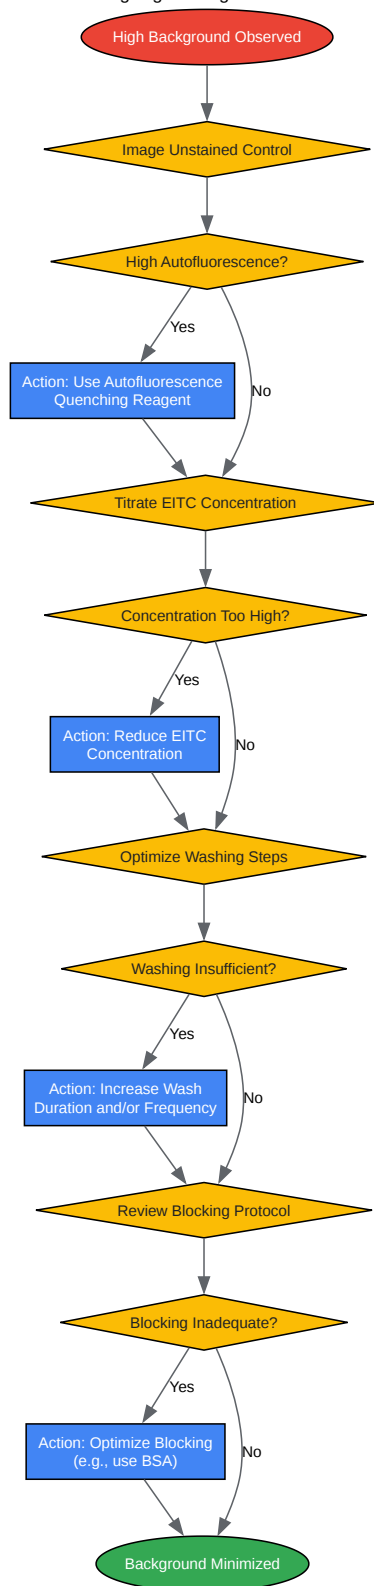 High Background Observed
Image Unstained Control
High Autofluorescence?
Yes
No
Action: Use Autofluorescence
Quenching Reagent
Titrate EITC Concentration
Concentration Too High?
Yes
No
Action: Reduce EITC
Concentration
Optimize Washing Steps
Washing Insufficient?
Yes
No
Action: Increase Wash
Duration and/or Frequency
Review Blocking Protocol
Blocking Inadequate?
Yes
No
Action: Optimize Blocking
(e.g., use BSA)
Background Minimized